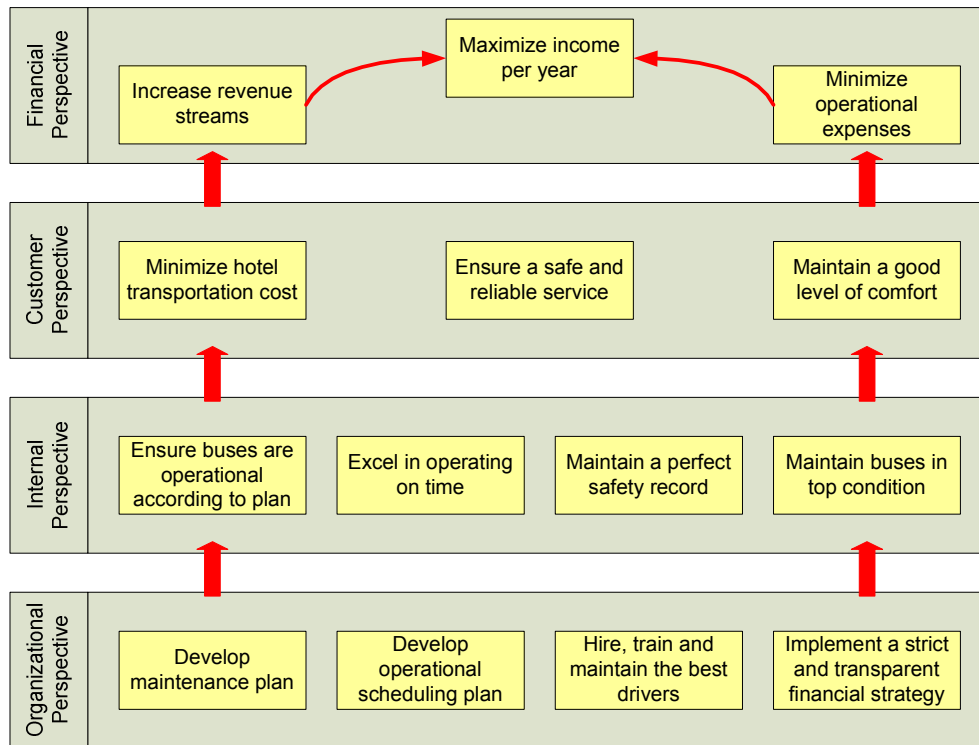 Financial
Perspective
Increase revenue
streams
Maximize income
per year
Minimize
operational
expenses
Customer
Perspective
Minimize hotel
transportation cost
Ensure a safe and
reliable service
Maintain a good
level of comfort
Internal
Perspective
Ensure buses are
operational
according to plan
Excel in operating
on time
Maintain a perfect
safety record
Maintain buses in
top condition
Organizational
Perspective
Develop
maintenance plan
Develop
operational
scheduling plan
Hire, train and
maintain the best
drivers
Implement a strict
and transparent
financial strategy